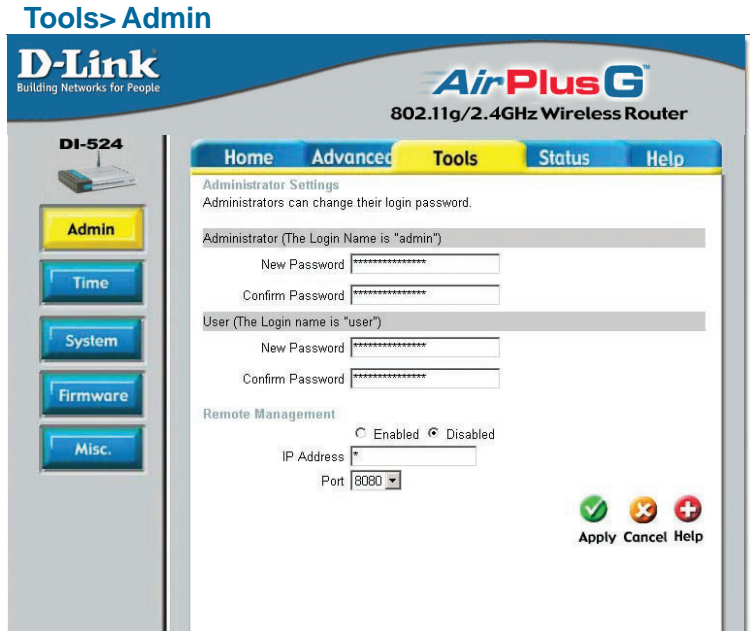 Tools> Admin
D-Link
Building Networks for People
AirPlusG™
802.11g/2.4GHz Wireless Router
DI-524
Home Advanced Tools Status Help
Admin
Time
System
Firmware
Misc.
Administrator Settings
Administrators can change their login password.
Administrator (The Login Name is "admin")
New Password ***************
Confirm Password ***************
User (The Login name is "user")
New Password ***************
Confirm Password ***************
Remote Management
Enabled Disabled
IP Address *
Port 8080
Apply Cancel Help